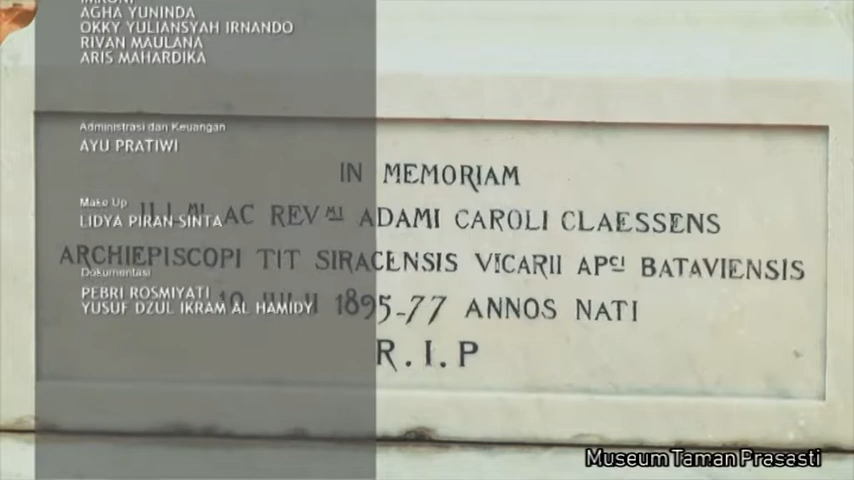 AGHA YUNINDA
OKKY YULIANSYAH IRNANDO
RIVAN MAULANA
ARIS MAHARDIKA
Administrasi dan Keuangan
AYU PRATIWI
Make Up
LIDYA PIRAN SINTA
Dokumentasi
PEBRI ROSMIYATI
YUSUF DZUL IKRAM AL HAMIDY
IN MEMORIAM
AC REV MI ADAMI CAROLI CLAESSENS
ARCHIEPISCOPI TIT SIRACENSIS VICARII APCI BATAVIENSIS
1895-77 ANNOS NATI
R.I.P
Museum Taman Prasasti